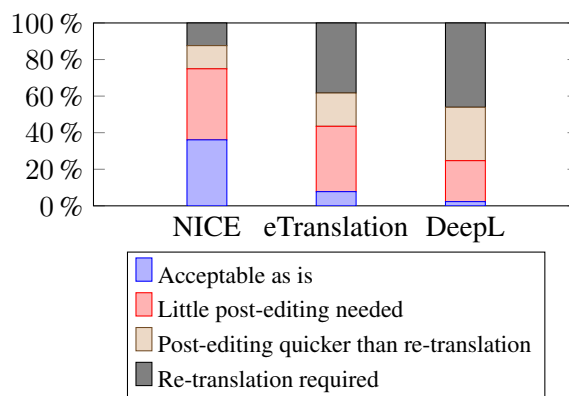 100 %
80 %
60 %
40 %
20 %
0 %
NICE eTranslation DeepL
Acceptable as is
Little post-editing needed
Post-editing quicker than re-translation
Re-translation required